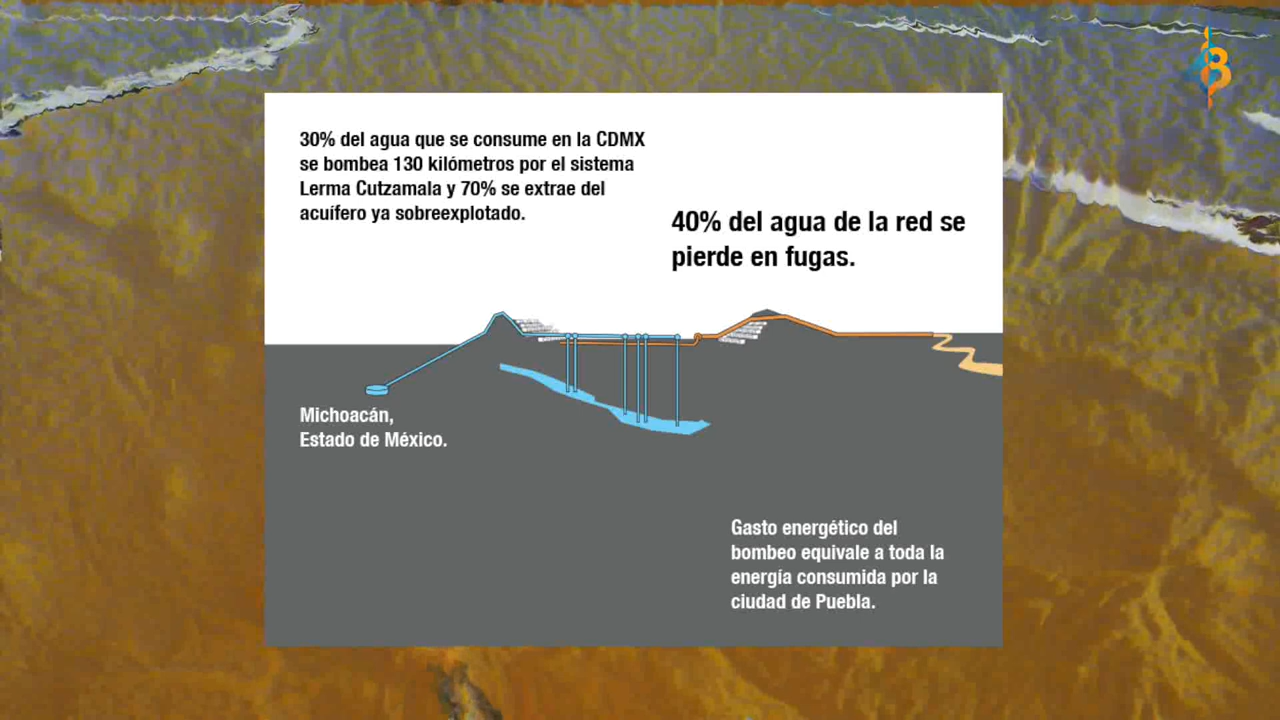 30% del agua que se consume en la CDMX
se bombea 130 kilómetros por el sistema
Lerma Cutzamala y 70% se extrae del
acuífero ya sobreexplotado.
40% del agua de la red se
pierde en fugas.
Michoacán,
Estado de México.
Gasto energético del
bombeo equivale a toda la
energía consumida por la
ciudad de Puebla.